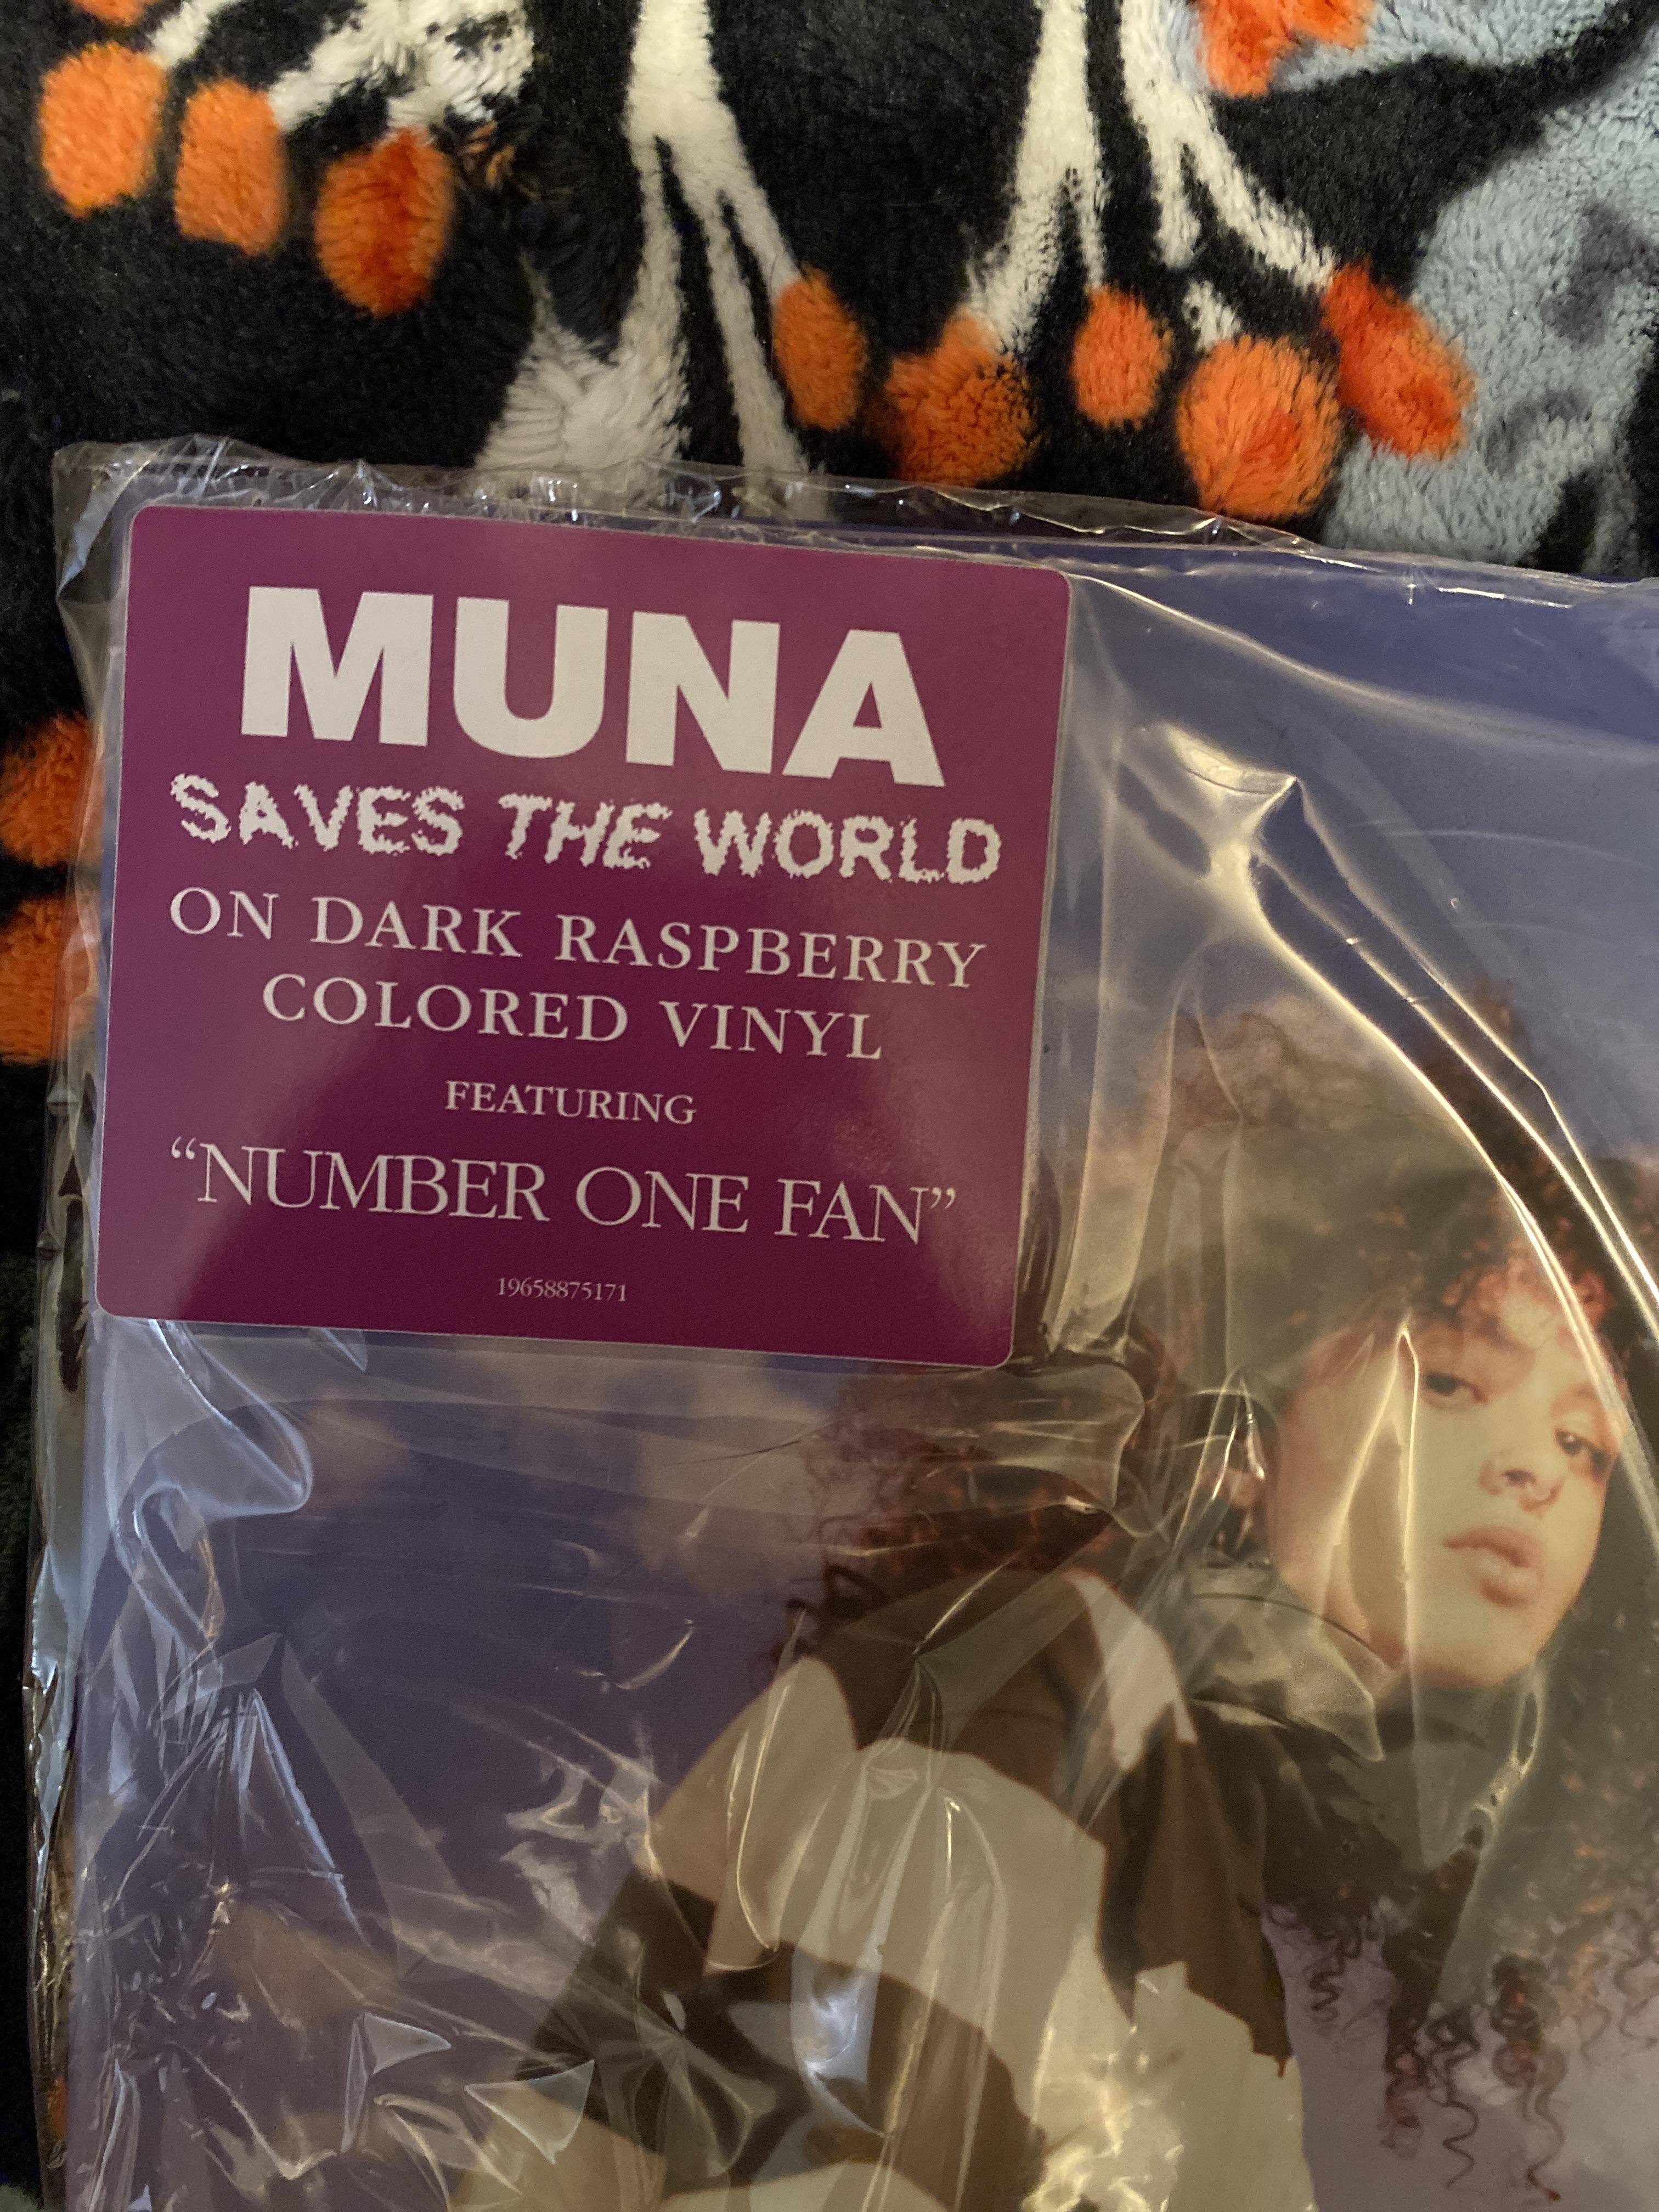 MUNA
SAVES THE WORLD
ON DARK RASPBERRY
COLORED VINYL
FEATURING
“NUMBER ONE FAN”
19658875171